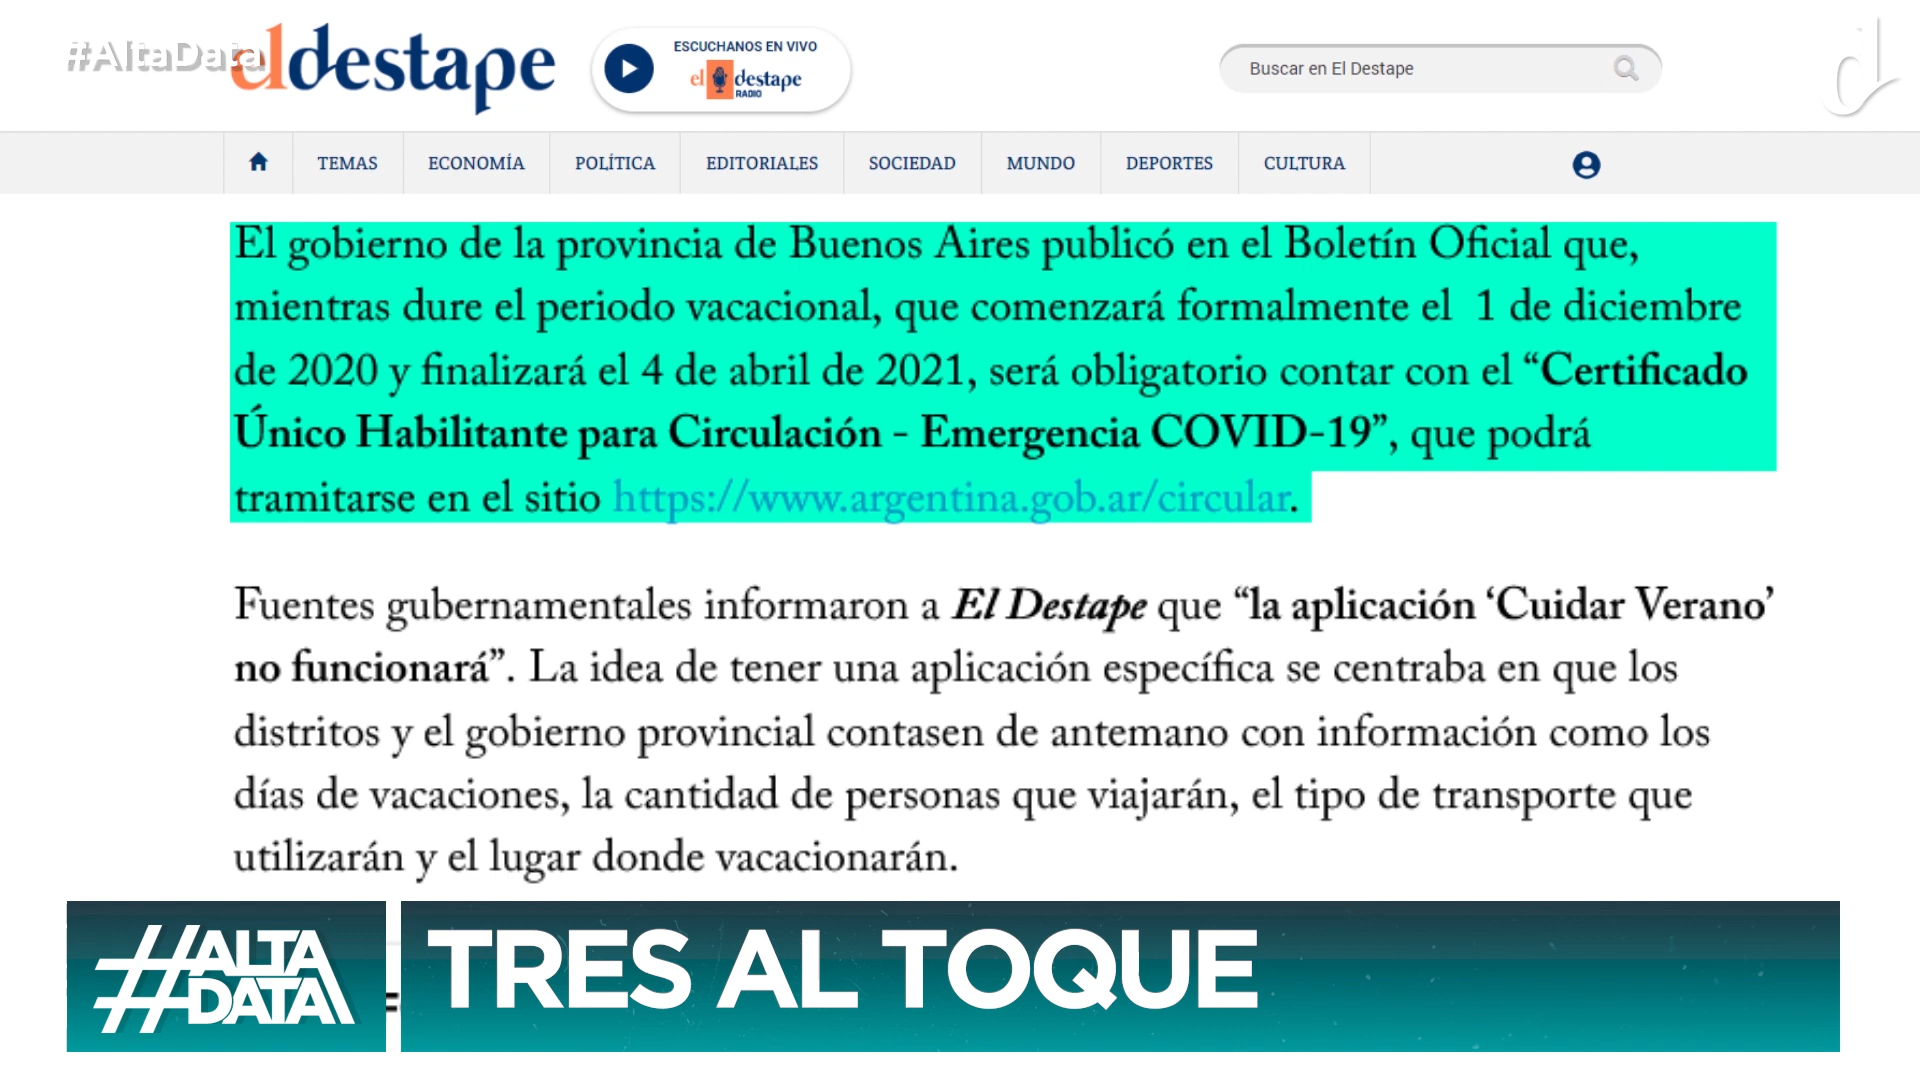 #AltaData
eldestape
ESCUCHANOS EN VIVO
el destape
RADIO
Buscar en El Destape
d
TEMAS
ECONOMÍA
POLÍTICA
EDITORIALES
SOCIEDAD
MUNDO
DEPORTES
CULTURA
El gobierno de la provincia de Buenos Aires publicó en el Boletín Oficial que,
mientras dure el periodo vacacional, que comenzará formalmente el 1 de diciembre
de 2020 y finalizará el 4 de abril de 2021, será obligatorio contar con el “Certificado
Único Habilitante para Circulación - Emergencia COVID-19”, que podrá
tramitarse en el sitio https://www.argentina.gob.ar/circular.
Fuentes gubernamentales informaron a El Destape que “la aplicación ‘Cuidar Verano’
no funcionará”. La idea de tener una aplicación específica se centraba en que los
distritos y el gobierno provincial contasen de antemano con información como los
días de vacaciones, la cantidad de personas que viajarán, el tipo de transporte que
utilizarán y el lugar donde vacacionarán.
#ALTA
DATA
TRES AL TOQUE